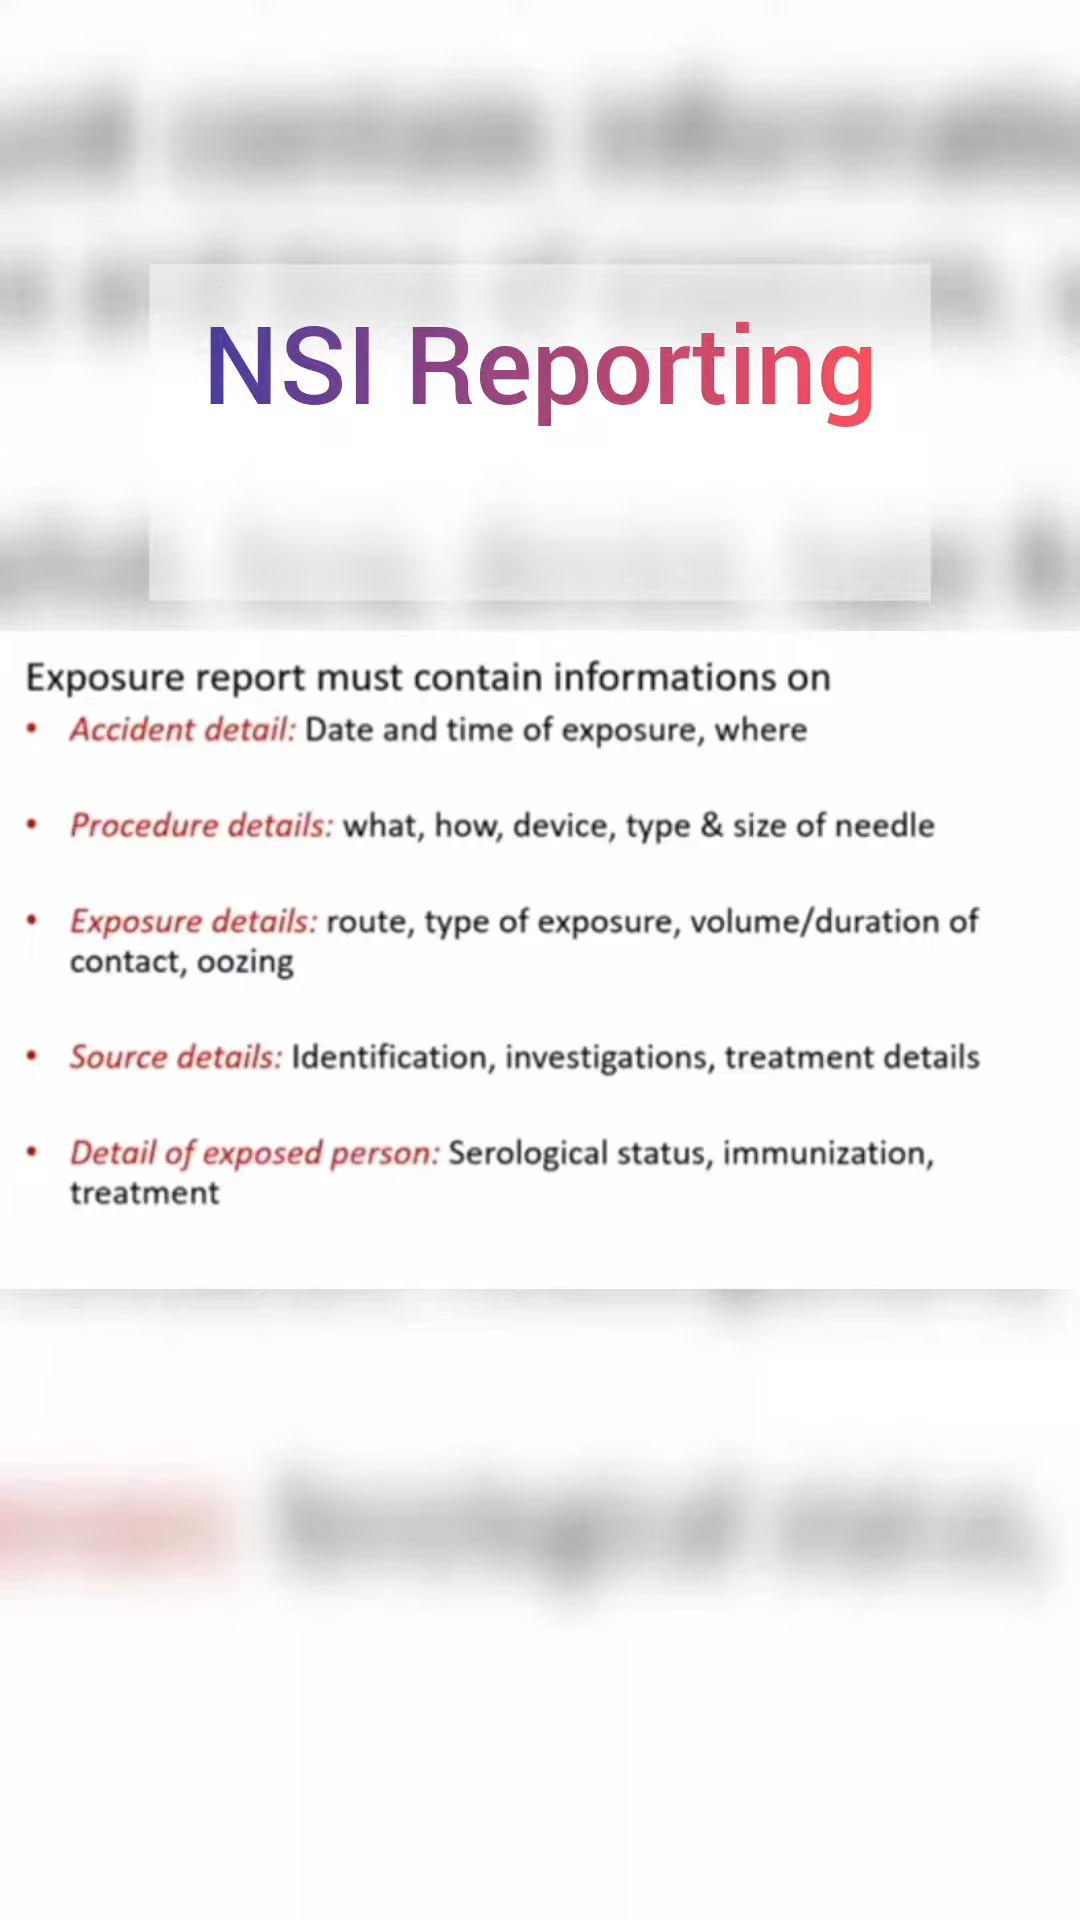 NSI Reporting
Exposure report must contain informations on
• Accident detail: Date and time of exposure, where
• Procedure details: what, how, device, type & size of needle
• Exposure details: route, type of exposure, volume/duration of
contact, oozing
• Source details: Identification, investigations, treatment details
• Detail of exposed person: Serological status, immunization,
treatment